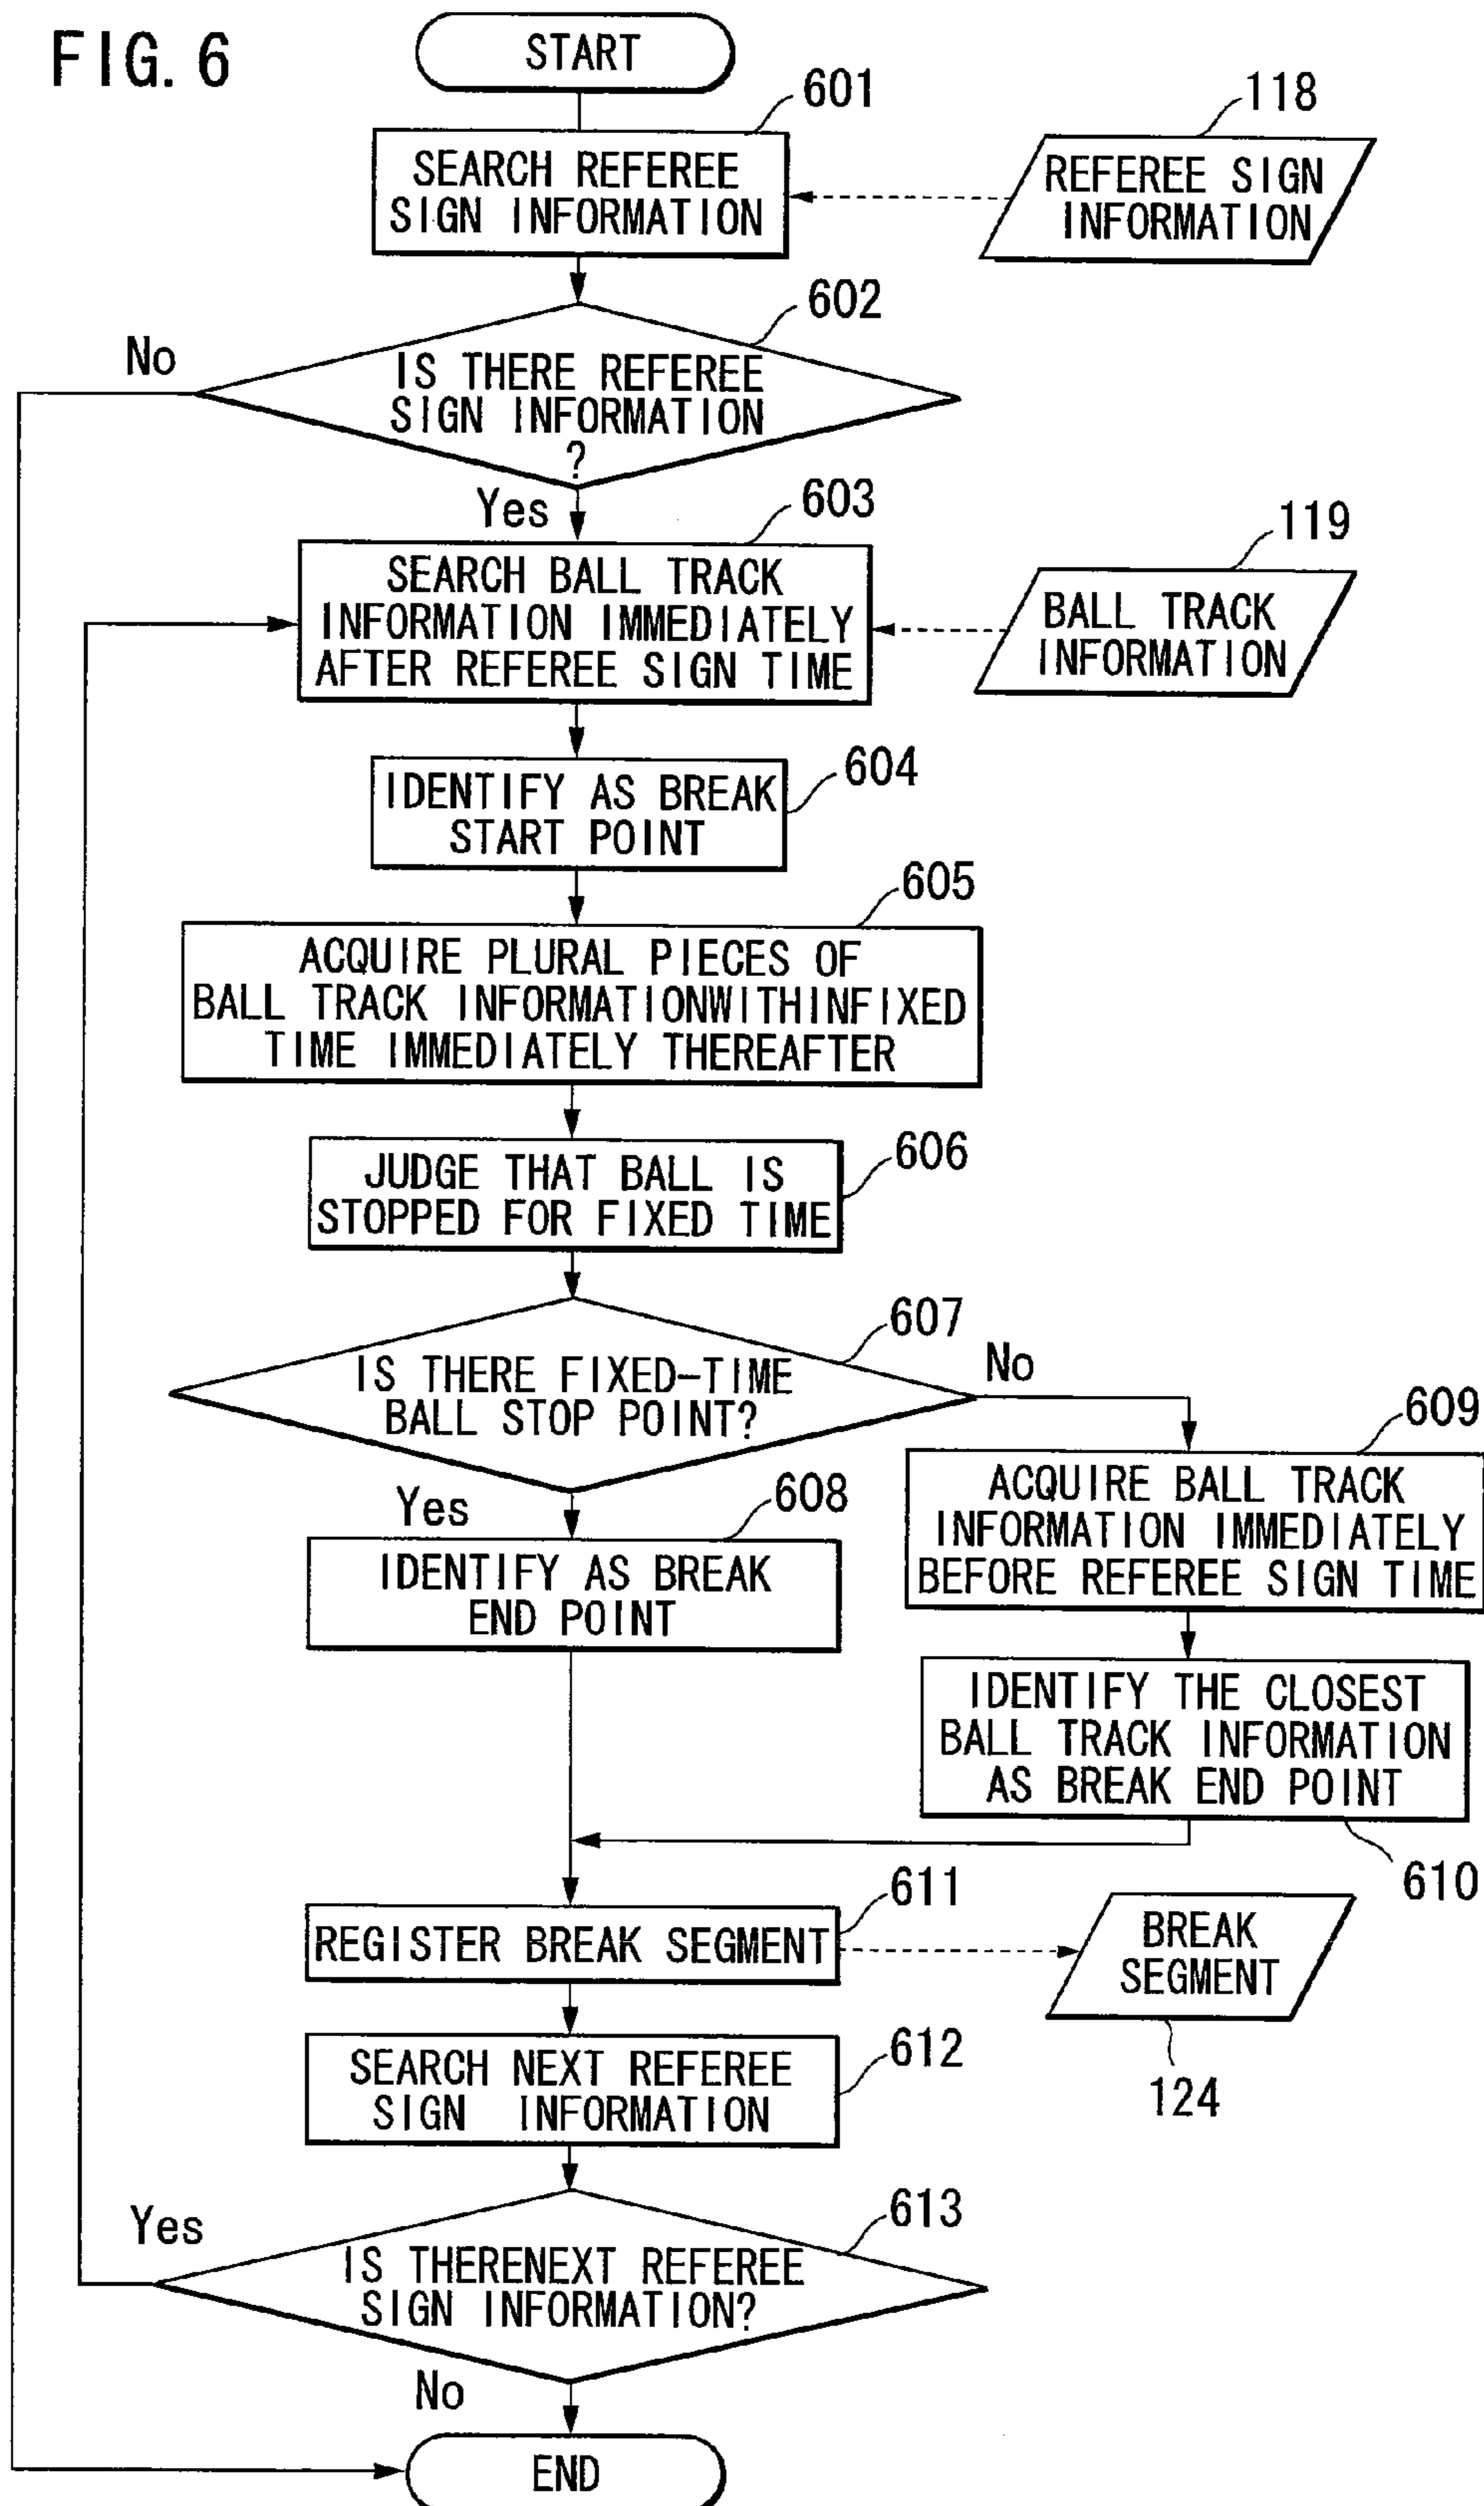 FIG. 6
START
601
SEARCH REFEREE
SIGN INFORMATION
118
REFEREE SIGN
INFORMATION
602
No
IS THERE REFEREE
SIGN INFORMATION
?
Yes
603
SEARCH BALL TRACK
INFORMATION IMMEDIATELY
AFTER REFEREE SIGN TIME
119
BALL TRACK
INFORMATION
604
IDENTIFY AS BREAK
START POINT
605
ACQUIRE PLURAL PIECES OF
BALL TRACK INFORMATIONWITHINFIXED
TIME IMMEDIATELY THEREAFTER
606
JUDGE THAT BALL IS
STOPPED FOR FIXED TIME
607
IS THERE FIXED-TIME
BALL STOP POINT?
No
Yes
608
IDENTIFY AS BREAK
END POINT
609
ACQUIRE BALL TRACK
INFORMATION IMMEDIATELY
BEFORE REFEREE SIGN TIME
IDENTIFY THE CLOSEST
BALL TRACK INFORMATION
AS BREAK END POINT
610
611
REGISTER BREAK SEGMENT
BREAK
SEGMENT
124
612
SEARCH NEXT REFEREE
SIGN INFORMATION
613
Yes
IS THERENEXT REFEREE
SIGN INFORMATION?
No
END